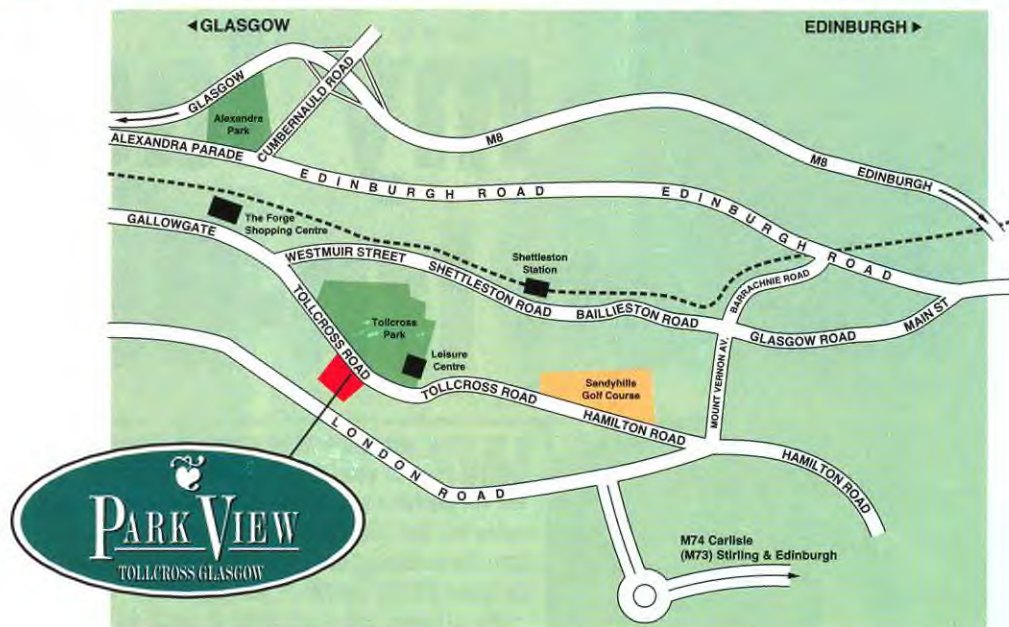 ◄GLASGOW
EDINBURGH►
GLASGOW
CUMBERNAULD ROAD
Alexandra
Park
M8
M8 EDINBURGH
ALEXANDRA PARADE
EDINBURGH ROAD
EDINBURGH ROAD
The Forge
Shopping Centre
GALLOWGATE
WESTMUIR STREET
SHETTLESTON ROAD
Shettleston
Station
BAILLIESTON ROAD
BARRACHNIE ROAD
GLASGOW ROAD
MAIN ST
TOLLCROSS ROAD
Tollcross
Park
Leisure
Centre
TOLLCROSS ROAD
Sandyhills
Golf Course
HAMILTON ROAD
MOUNT VERNON AV.
HAMILTON ROAD
LONDON ROAD
PARK VIEW
TOLLCROSS GLASGOW
M74 Carlisle
(M73) Stirling & Edinburgh